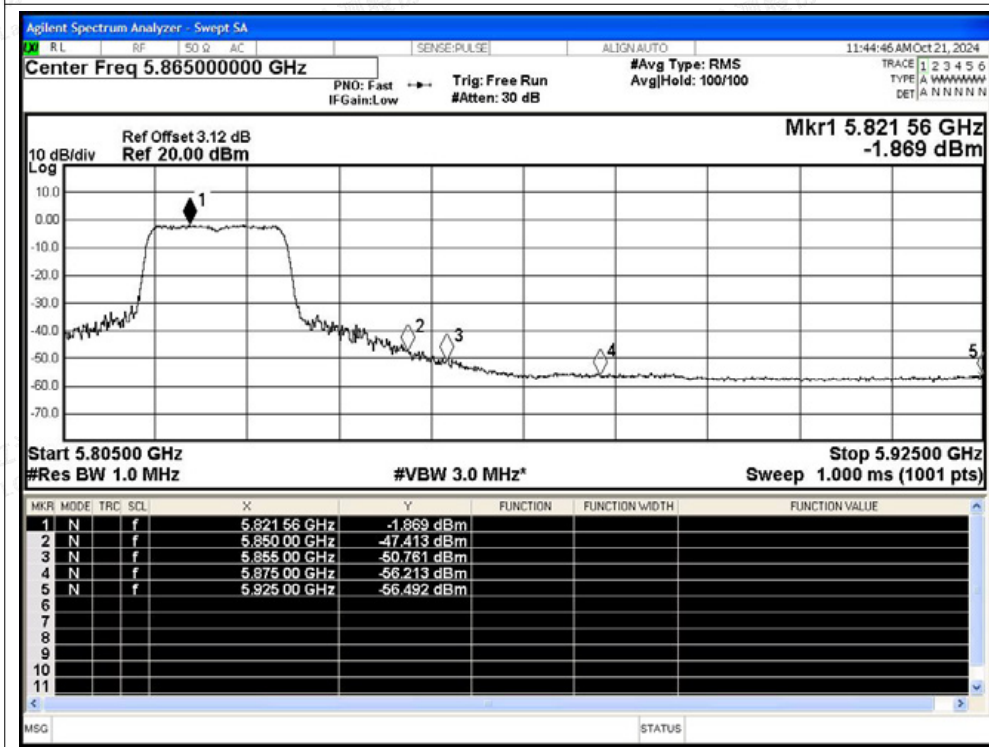 Agilent Spectrum Analyzer - Swept SA
LXI RL RF 50 Ω AC SENSE:PULSE ALIGN AUTO 11:44:46 AM Oct 21, 2024
Center Freq 5.865000000 GHz
PNO: Fast
IFGain:Low
Trig: Free Run
#Atten: 30 dB
#Avg Type: RMS
Avg|Hold: 100/100
TRACE 1 2 3 4 5 6
TYPE A WWWWW
DET A N N N N N
Ref Offset 3.12 dB
10 dB/div Ref 20.00 dBm
Log
Mkr1 5.821 56 GHz
-1.869 dBm
10.0
0.00
-10.0
-20.0
-30.0
-40.0
-50.0
-60.0
-70.0
1
2
3
4
5
Start 5.80500 GHz Stop 5.92500 GHz
#Res BW 1.0 MHz #VBW 3.0 MHz* Sweep 1.000 ms (1001 pts)
MKR MODE TRC SCL X Y FUNCTION FUNCTION WIDTH FUNCTION VALUE
1 N f 5.821 56 GHz -1.869 dBm
2 N f 5.850 00 GHz -47.413 dBm
3 N f 5.855 00 GHz -50.761 dBm
4 N f 5.875 00 GHz -56.213 dBm
5 N f 5.925 00 GHz -56.492 dBm
6
7
8
9
10
11
MSG STATUS